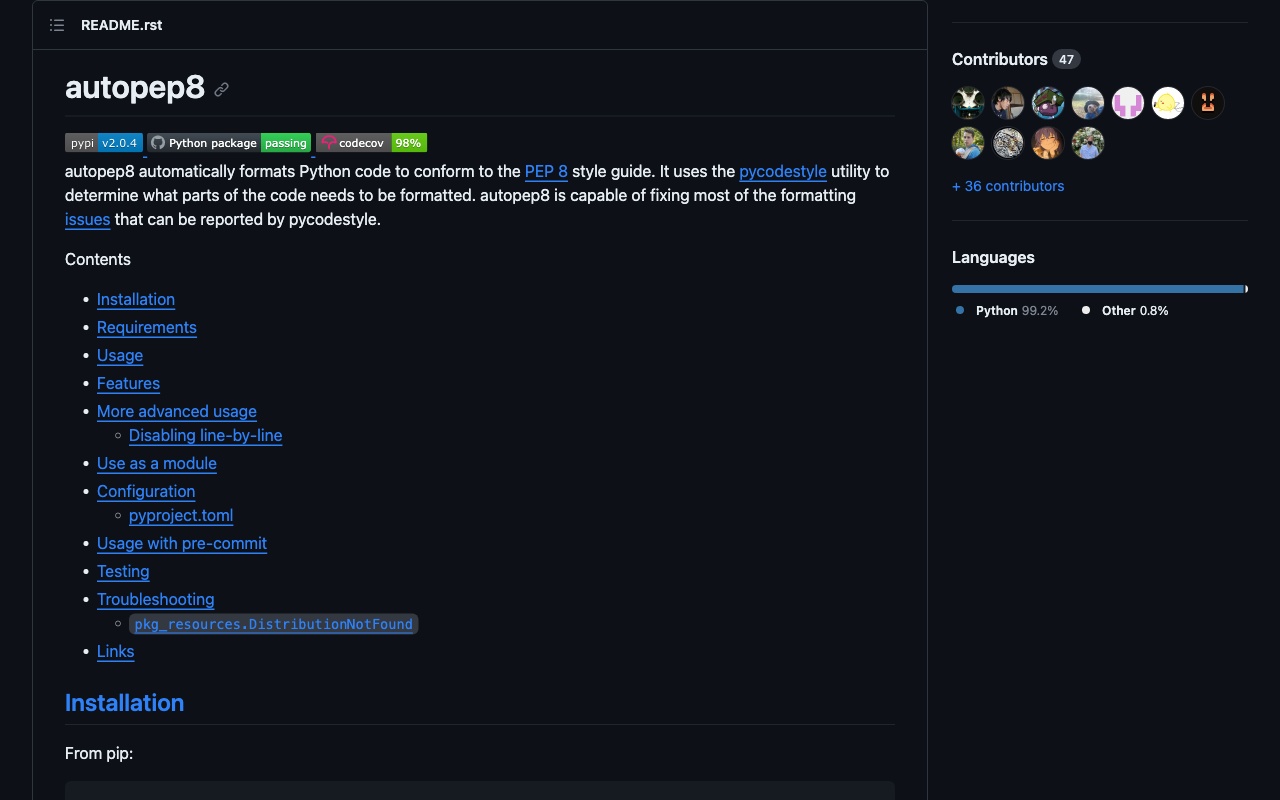 README.rst
autopep8
pypi v2.0.4 Python package passing codecov 98%
autopep8 automatically formats Python code to conform to the PEP 8 style guide. It uses the pycodestyle utility to
determine what parts of the code needs to be formatted. autopep8 is capable of fixing most of the formatting
issues that can be reported by pycodestyle.
Contents
Installation
Requirements
Usage
Features
More advanced usage
Disabling line-by-line
Use as a module
Configuration
pyproject.toml
Usage with pre-commit
Testing
Troubleshooting
pkg_resources.DistributionNotFound
Links
Installation
From pip:
Contributors 47
+ 36 contributors
Languages
Python 99.2% Other 0.8%